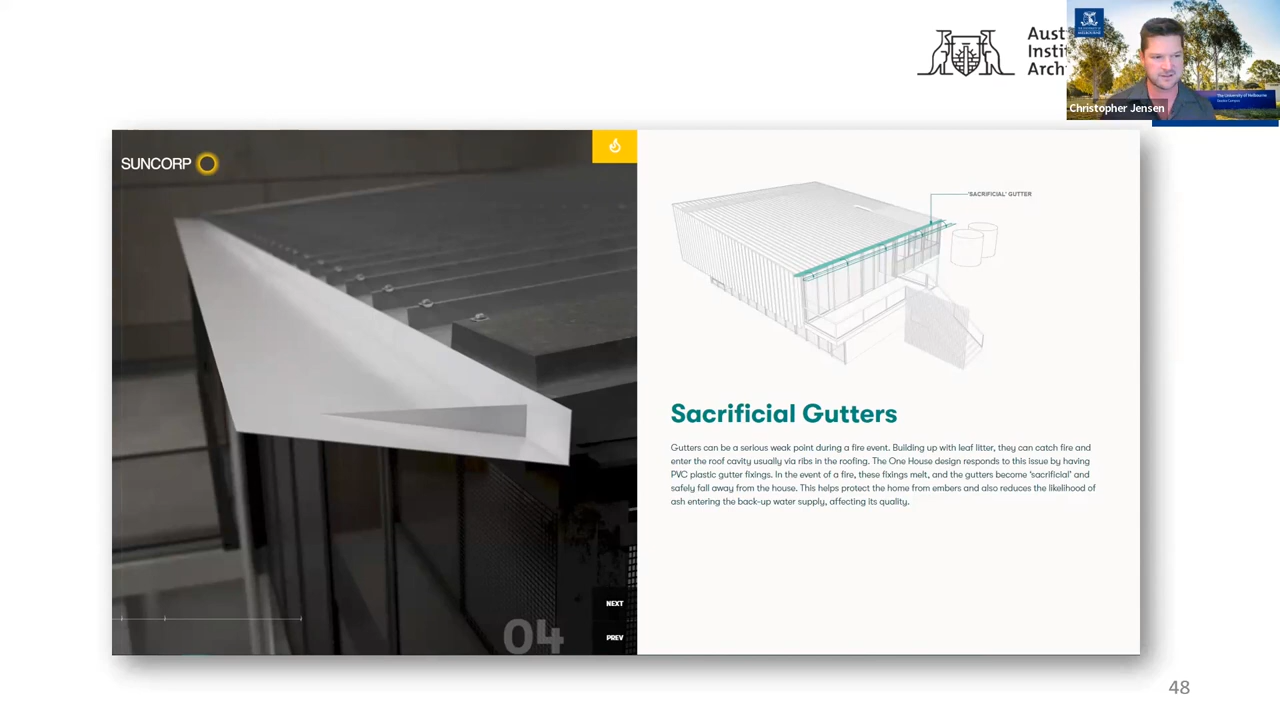 Aust
Insti
Arch
Christopher Jensen
SUNCORP
'SACRIFICIAL' GUTTER
Sacrificial Gutters
Gutters can be a serious weak point during a fire event. Building up with leaf litter, they can catch fire and
enter the roof cavity usually via ribs in the roofing. The One House design responds to this issue by having
PVC plastic gutter fixings. In the event of a fire, these fixings melt, and the gutters become 'sacrificial' and
safely fall away from the house. This helps protect the home from embers and also reduces the likelihood of
ash entering the back-up water supply, affecting its quality.
NEXT
04
PREV
48